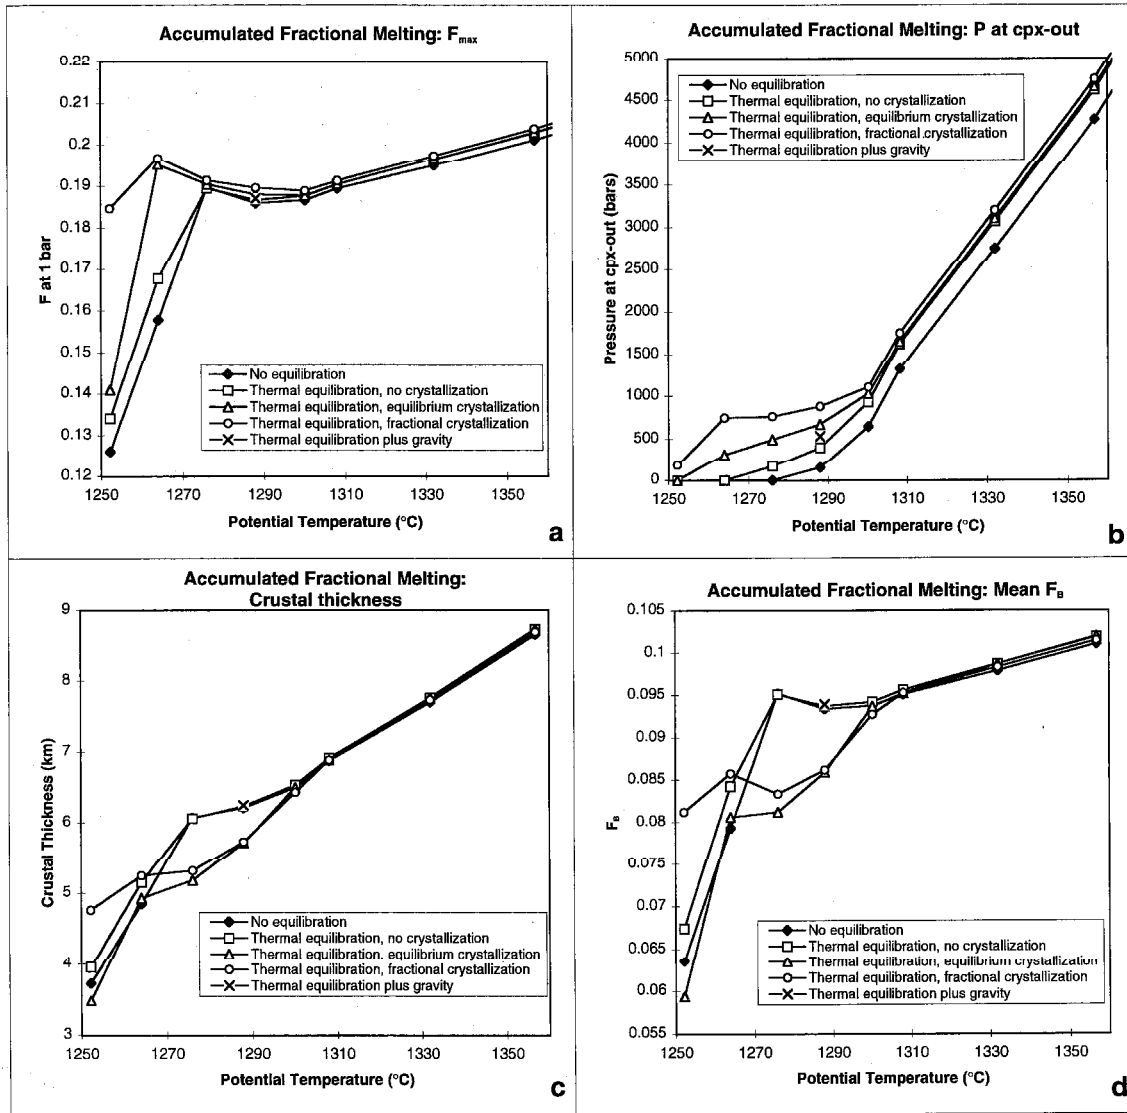 Accumulated Fractional Melting: Fmax
0.22
0.21
0.2
0.19
0.18
0.17
0.16
0.15
0.14
0.13
0.12
F at 1 bar
No equilibration
Thermal equilibration, no crystallization
Thermal equilibration, equilibrium crystallization
Thermal equilibration, fractional crystallization
Thermal equilibration plus gravity
1250 1270 1290 1310 1330 1350
Potential Temperature (°C)
a
Accumulated Fractional Melting: P at cpx-out
5000
4500
4000
3500
3000
2500
2000
1500
1000
500
0
Pressure at cpx-out (bars)
No equilibration
Thermal equilibration, no crystallization
Thermal equilibration, equilibrium crystallization
Thermal equilibration, fractional crystallization
Thermal equilibration plus gravity
1250 1270 1290 1310 1330 1350
Potential Temperature (°C)
b
Accumulated Fractional Melting:
Crustal thickness
9
8
7
6
5
4
3
Crustal Thickness (km)
No equilibration
Thermal equilibration, no crystallization
Thermal equilibration. equilibrium crystallization
Thermal equilibration, fractional crystallization
Thermal equilibration plus gravity
1250 1270 1290 1310 1330 1350
Potential Temperature (°C)
c
Accumulated Fractional Melting: Mean FB
0.105
0.1
0.095
0.09
0.085
0.08
0.075
0.07
0.065
0.06
0.055
FB
No equilibration
Thermal equilibration, no crystallization
Thermal equilibration, equilibrium crystallization
Thermal equilibration, fractional crystallization
Thermal equilibration plus gravity
1250 1270 1290 1310 1330 1350
Potential Temperature (°C)
d